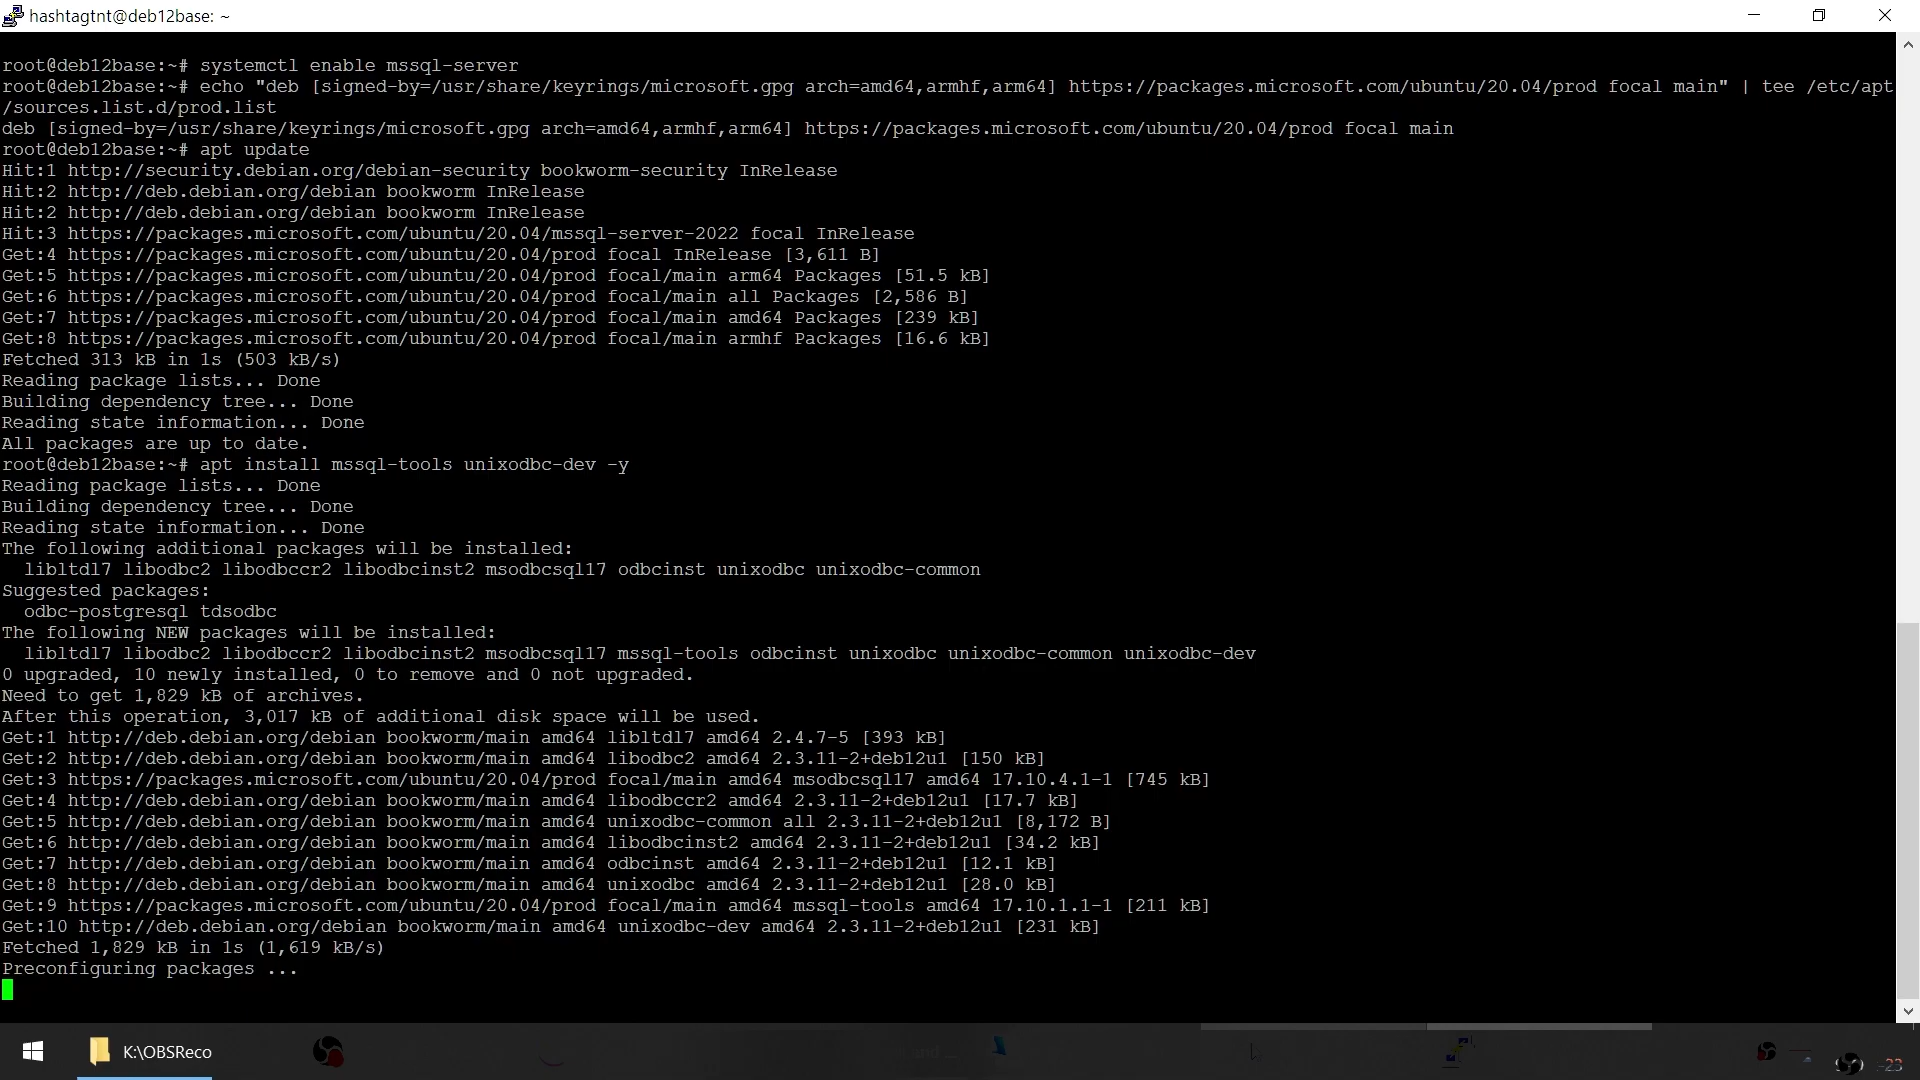 hashtagtnt@deb12base: ~
root@deb12base:~# systemctl enable mssql-server
root@deb12base:~# echo "deb [signed-by=/usr/share/keyrings/microsoft.gpg arch=amd64,armhf,arm64] https://packages.microsoft.com/ubuntu/20.04/prod focal main" | tee /etc/apt
/sources.list.d/prod.list
deb [signed-by=/usr/share/keyrings/microsoft.gpg arch=amd64,armhf,arm64] https://packages.microsoft.com/ubuntu/20.04/prod focal main
root@deb12base:~# apt update
Hit:1 http://security.debian.org/debian-security bookworm-security InRelease
Hit:2 http://deb.debian.org/debian bookworm InRelease
Hit:2 http://deb.debian.org/debian bookworm InRelease
Hit:3 https://packages.microsoft.com/ubuntu/20.04/mssql-server-2022 focal InRelease
Get:4 https://packages.microsoft.com/ubuntu/20.04/prod focal InRelease [3,611 B]
Get:5 https://packages.microsoft.com/ubuntu/20.04/prod focal/main arm64 Packages [51.5 kB]
Get:6 https://packages.microsoft.com/ubuntu/20.04/prod focal/main all Packages [2,586 B]
Get:7 https://packages.microsoft.com/ubuntu/20.04/prod focal/main amd64 Packages [239 kB]
Get:8 https://packages.microsoft.com/ubuntu/20.04/prod focal/main armhf Packages [16.6 kB]
Fetched 313 kB in 1s (503 kB/s)
Reading package lists... Done
Building dependency tree... Done
Reading state information... Done
All packages are up to date.
root@deb12base:~# apt install mssql-tools unixodbc-dev -y
Reading package lists... Done
Building dependency tree... Done
Reading state information... Done
The following additional packages will be installed:
  libltdl7 libodbc2 libodbccr2 libodbcinst2 msodbcsql17 odbcinst unixodbc unixodbc-common
Suggested packages:
  odbc-postgresql tdsodbc
The following NEW packages will be installed:
  libltdl7 libodbc2 libodbccr2 libodbcinst2 msodbcsql17 mssql-tools odbcinst unixodbc unixodbc-common unixodbc-dev
0 upgraded, 10 newly installed, 0 to remove and 0 not upgraded.
Need to get 1,829 kB of archives.
After this operation, 3,017 kB of additional disk space will be used.
Get:1 http://deb.debian.org/debian bookworm/main amd64 libltdl7 amd64 2.4.7-5 [393 kB]
Get:2 http://deb.debian.org/debian bookworm/main amd64 libodbc2 amd64 2.3.11-2+deb12u1 [150 kB]
Get:3 https://packages.microsoft.com/ubuntu/20.04/prod focal/main amd64 msodbcsql17 amd64 17.10.4.1-1 [745 kB]
Get:4 http://deb.debian.org/debian bookworm/main amd64 libodbccr2 amd64 2.3.11-2+deb12u1 [17.7 kB]
Get:5 http://deb.debian.org/debian bookworm/main amd64 unixodbc-common all 2.3.11-2+deb12u1 [8,172 B]
Get:6 http://deb.debian.org/debian bookworm/main amd64 libodbcinst2 amd64 2.3.11-2+deb12u1 [34.2 kB]
Get:7 http://deb.debian.org/debian bookworm/main amd64 odbcinst amd64 2.3.11-2+deb12u1 [12.1 kB]
Get:8 http://deb.debian.org/debian bookworm/main amd64 unixodbc amd64 2.3.11-2+deb12u1 [28.0 kB]
Get:9 https://packages.microsoft.com/ubuntu/20.04/prod focal/main amd64 mssql-tools amd64 17.10.1.1-1 [211 kB]
Get:10 http://deb.debian.org/debian bookworm/main amd64 unixodbc-dev amd64 2.3.11-2+deb12u1 [231 kB]
Fetched 1,829 kB in 1s (1,619 kB/s)
Preconfiguring packages ...
K:\OBSReco